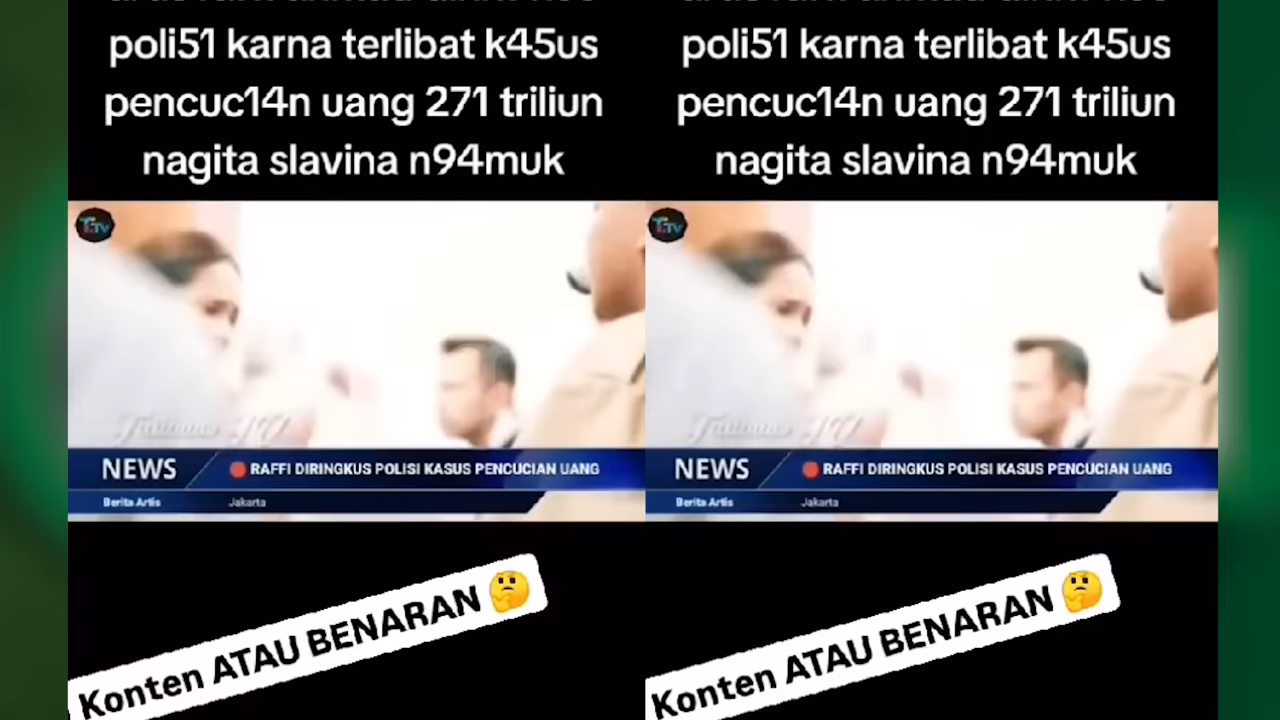 poli51 karna terlibat k45us
pencuc14n uang 271 triliun
nagita slavina n94muk
T.TV
NEWS
RAFFI DIRINGKUS POLISI KASUS PENCUCIAN UANG
Berita Artis
Jakarta
Konten ATAU BENARAN 🤔
poli51 karna terlibat k45us
pencuc14n uang 271 triliun
nagita slavina n94muk
T.TV
NEWS
RAFFI DIRINGKUS POLISI KASUS PENCUCIAN UANG
Berita Artis
Jakarta
Konten ATAU BENARAN 🤔